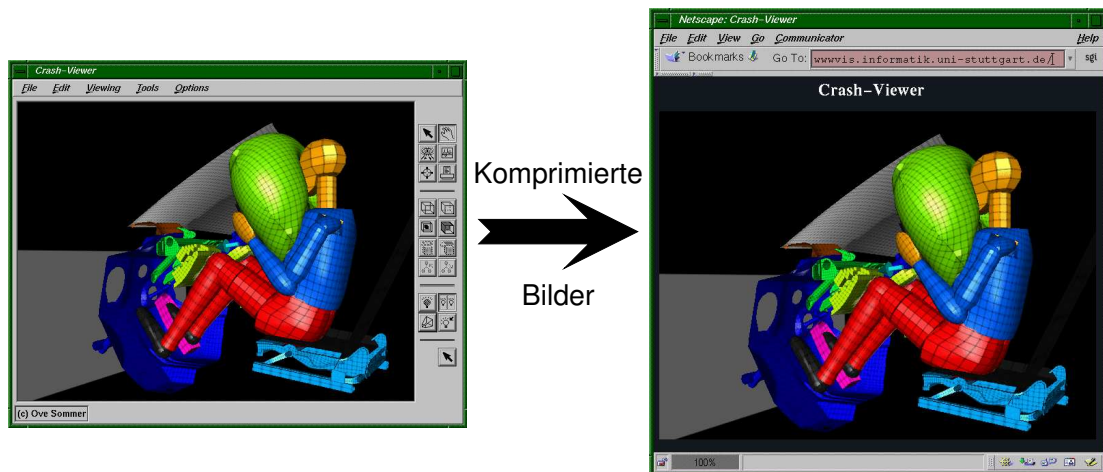 Crash-Viewer
File Edit Viewing Tools Options
(c) Ove Sommer
Komprimierte
Bilder
Netscape: Crash-Viewer
File Edit View Go Communicator Help
Bookmarks Go To: wwwvis.informatik.uni-stuttgart.de/ sgi
Crash-Viewer
100%